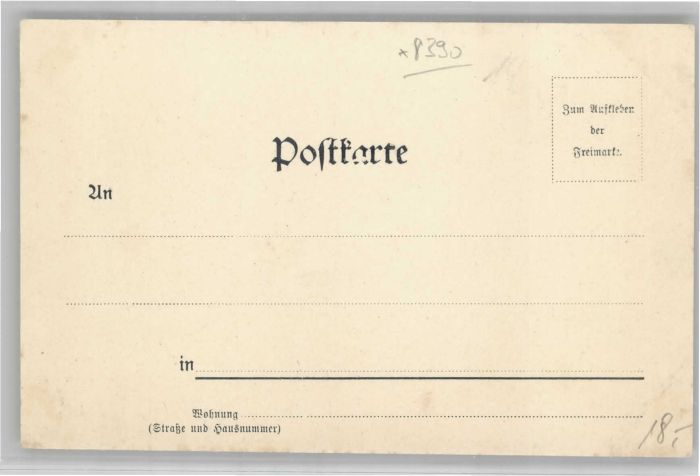 *8390
Zum Aufkleben
der
Freimarke.
Postkarte
An
in
Wohnung
(Straße und Hausnummer)
18,-